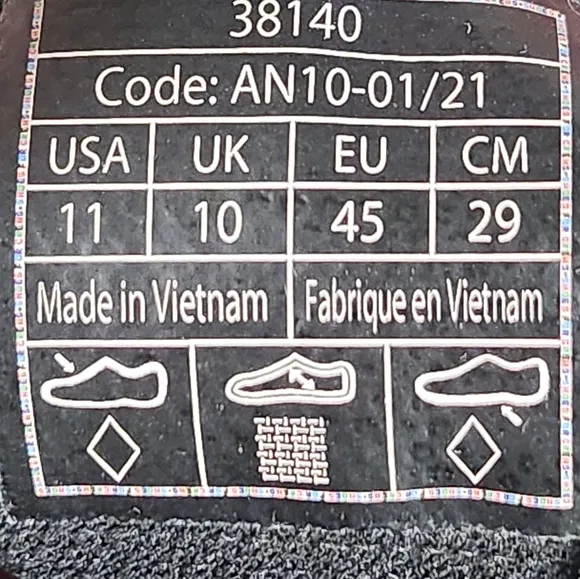 38140
Code: AN10-01/21
USA UK EU CM
11 10 45 29
Made in Vietnam Fabrique en Vietnam